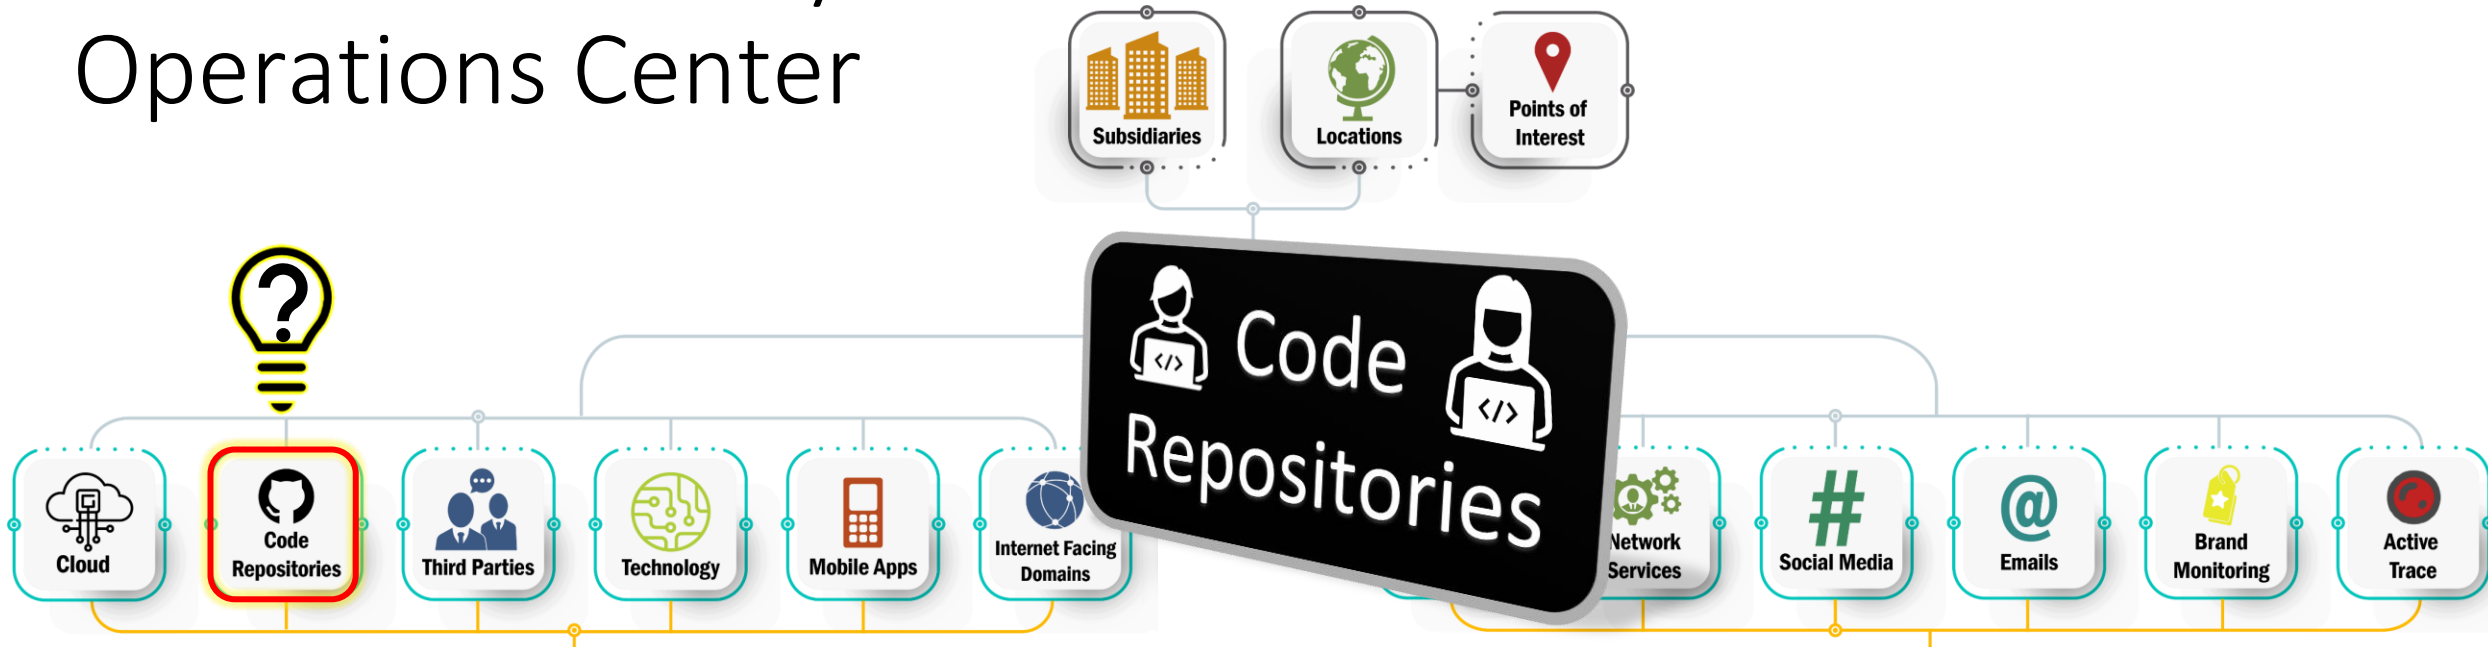 Operations Center
Subsidiaries
Locations
Points of
Interest
?
</> Code </>
Repositories
Cloud
Code
Repositories
Third Parties
Technology
Mobile Apps
Internet Facing
Domains
Network
Services
#
Social Media
@
Emails
Brand
Monitoring
Active
Trace